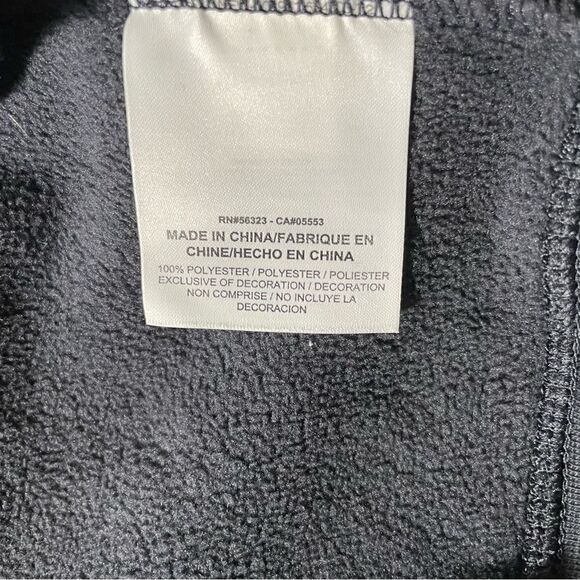 RN#56323 - CA#05553
MADE IN CHINA/FABRIQUE EN
CHINE/HECHO EN CHINA
100% POLYESTER / POLYESTER / POLIESTER
EXCLUSIVE OF DECORATION / DECORATION
NON COMPRISE / NO INCLUYE LA
DECORACION